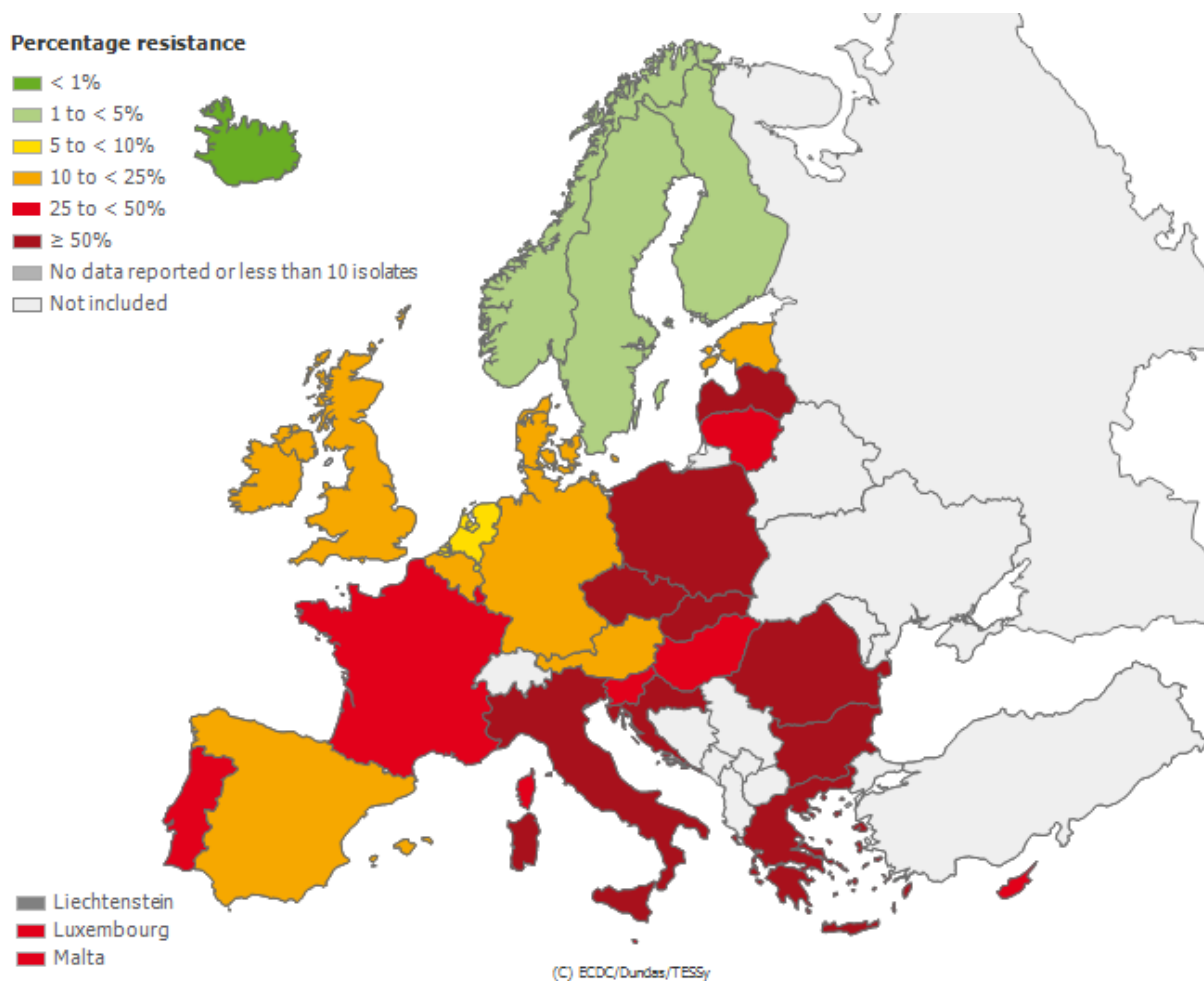 Percentage resistance
< 1%
1 to < 5%
5 to < 10%
10 to < 25%
25 to < 50%
≥ 50%
No data reported or less than 10 isolates
Not included
Liechtenstein
Luxembourg
Malta
(C) ECDC/Dundas/TESSy